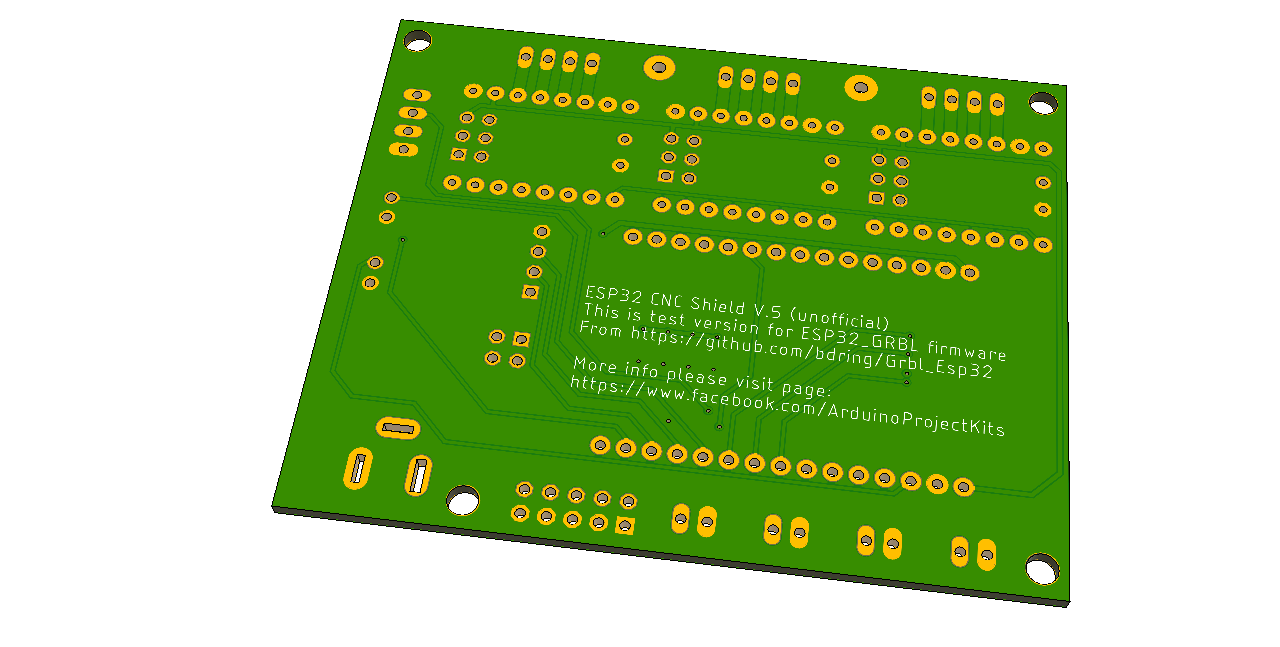 ESP32 CNC Shield V.5 (unofficial)
This is test version for ESP32_GRBL firmware
From https://github.com/bdring/Grbl_Esp32
More info please visit page:
https://www.facebook.com/ArduinoProjectKits